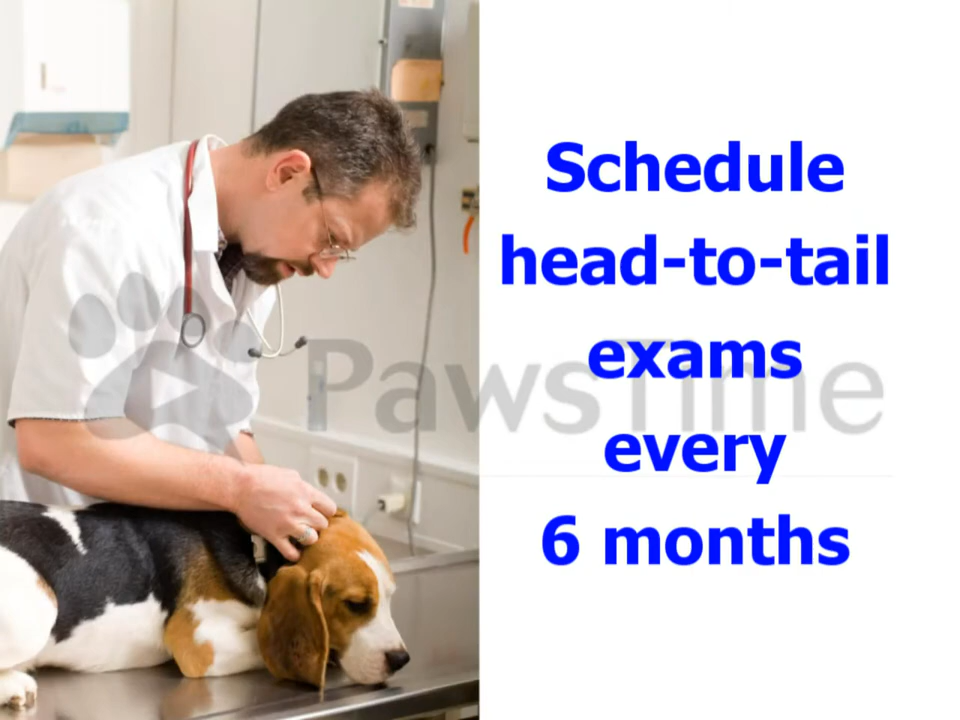 Schedule
head-to-tail
exams
PawsTime
every
6 months